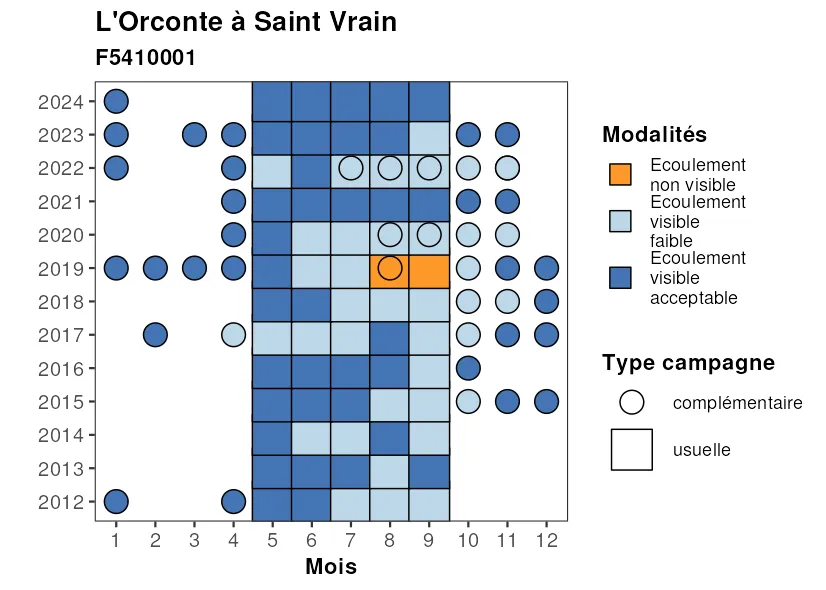 L'Orconte à Saint Vrain
F5410001
2024
2023
2022
2021
2020
2019
2018
2017
2016
2015
2014
2013
2012
1 2 3 4 5 6 7 8 9 10 11 12
Mois
Modalités
Ecoulement
non visible
Ecoulement
visible
faible
Ecoulement
visible
acceptable
Type campagne
complémentaire
usuelle